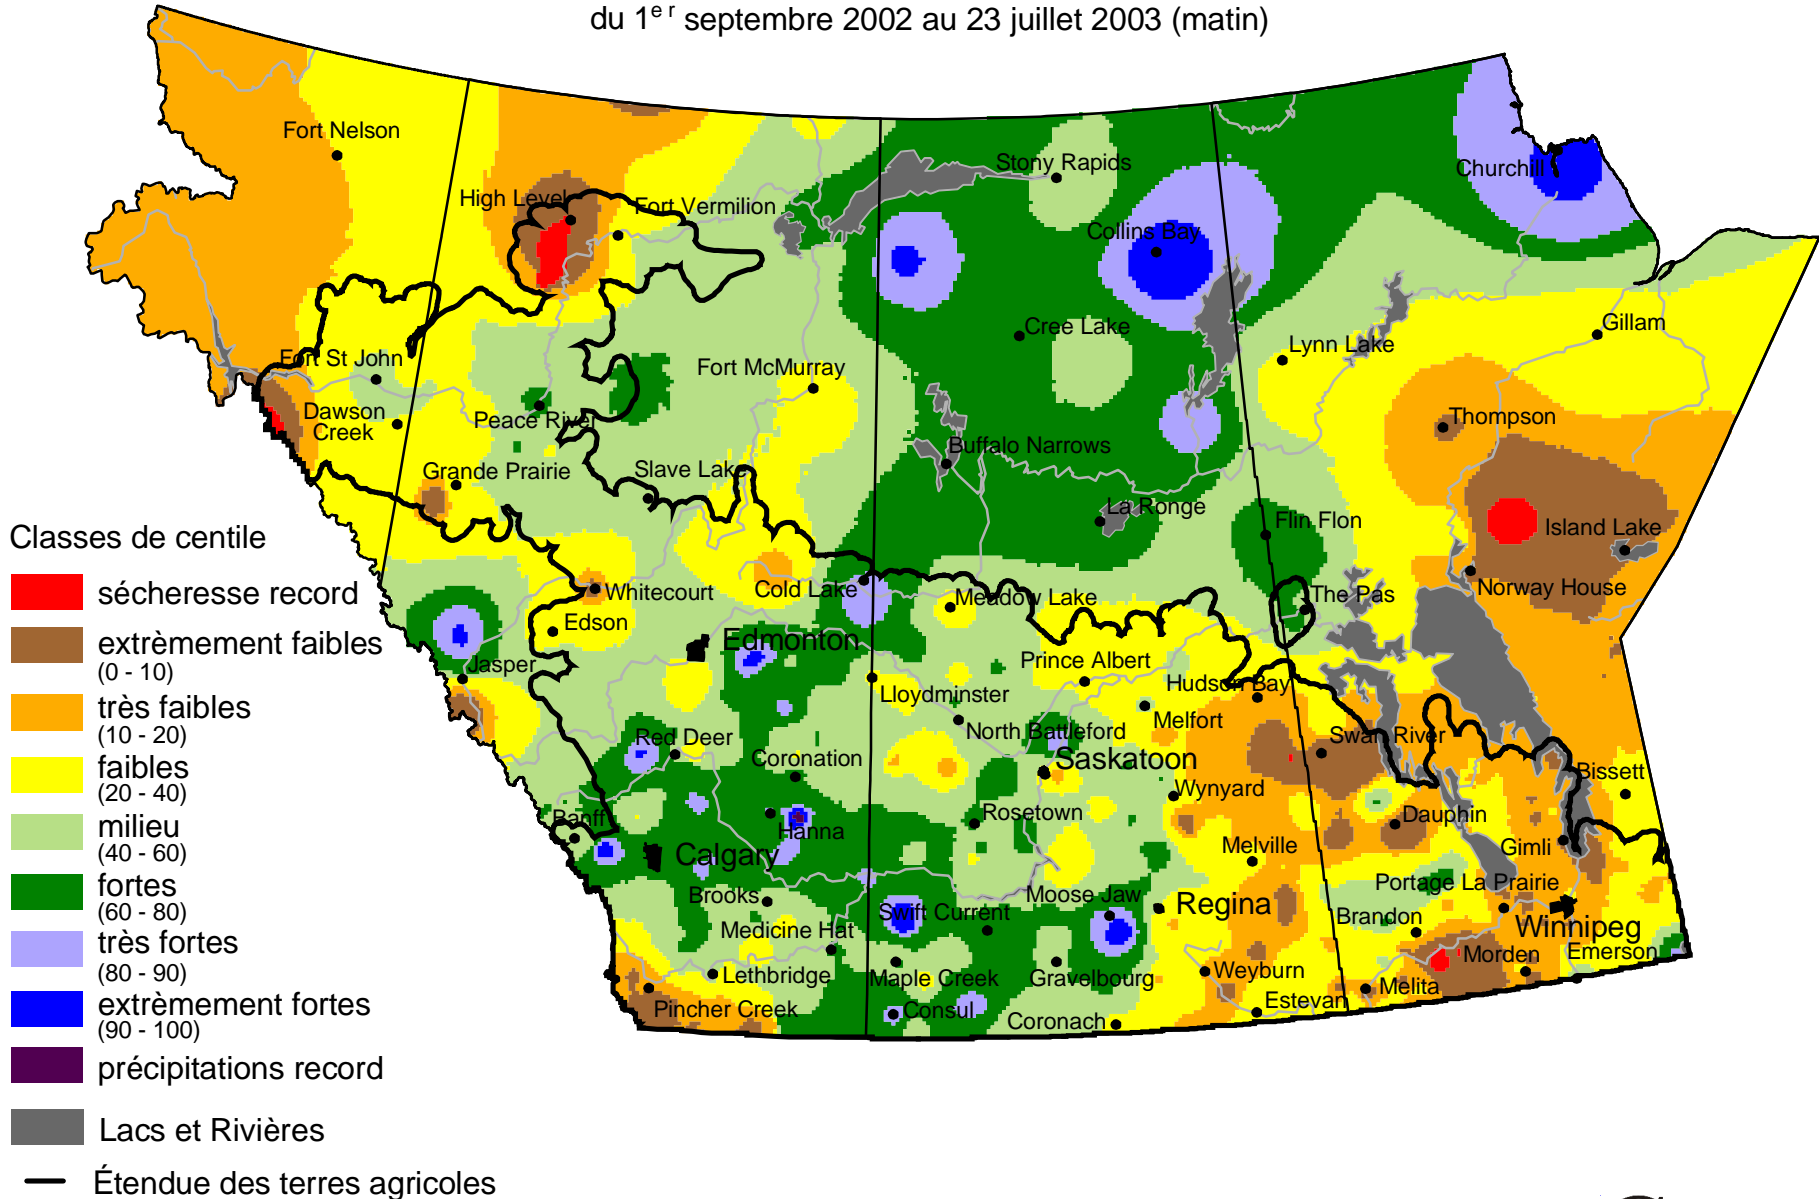 du 1er septembre 2002 au 23 juillet 2003 (matin)
Fort Nelson
High Level
Fort Vermilion
Stony Rapids
Churchill
Collins Bay
Cree Lake
Gillam
Lynn Lake
Fort St John
Fort McMurray
Dawson
Creek
Peace River
Thompson
Buffalo Narrows
Grande Prairie
Slave Lake
La Ronge
Flin Flon
Island Lake
Norway House
Whitecourt
Cold Lake
Meadow Lake
The Pas
Edson
Edmonton
Jasper
Prince Albert
Hudson Bay
Lloydminster
Melfort
North Battleford
Swan River
Red Deer
Coronation
Saskatoon
Bissett
Wynyard
Banff
Hanna
Rosetown
Dauphin
Calgary
Melville
Gimli
Brooks
Moose Jaw
Portage La Prairie
Swift Current
Regina
Brandon
Winnipeg
Medicine Hat
Lethbridge
Maple Creek
Gravelbourg
Weyburn
Morden
Emerson
Pincher Creek
Consul
Coronach
Estevan
Melita
Classes de centile
sécheresse record
extrèmement faibles
(0 - 10)
très faibles
(10 - 20)
faibles
(20 - 40)
milieu
(40 - 60)
fortes
(60 - 80)
très fortes
(80 - 90)
extrèmement fortes
(90 - 100)
précipitations record
Lacs et Rivières
Étendue des terres agricoles